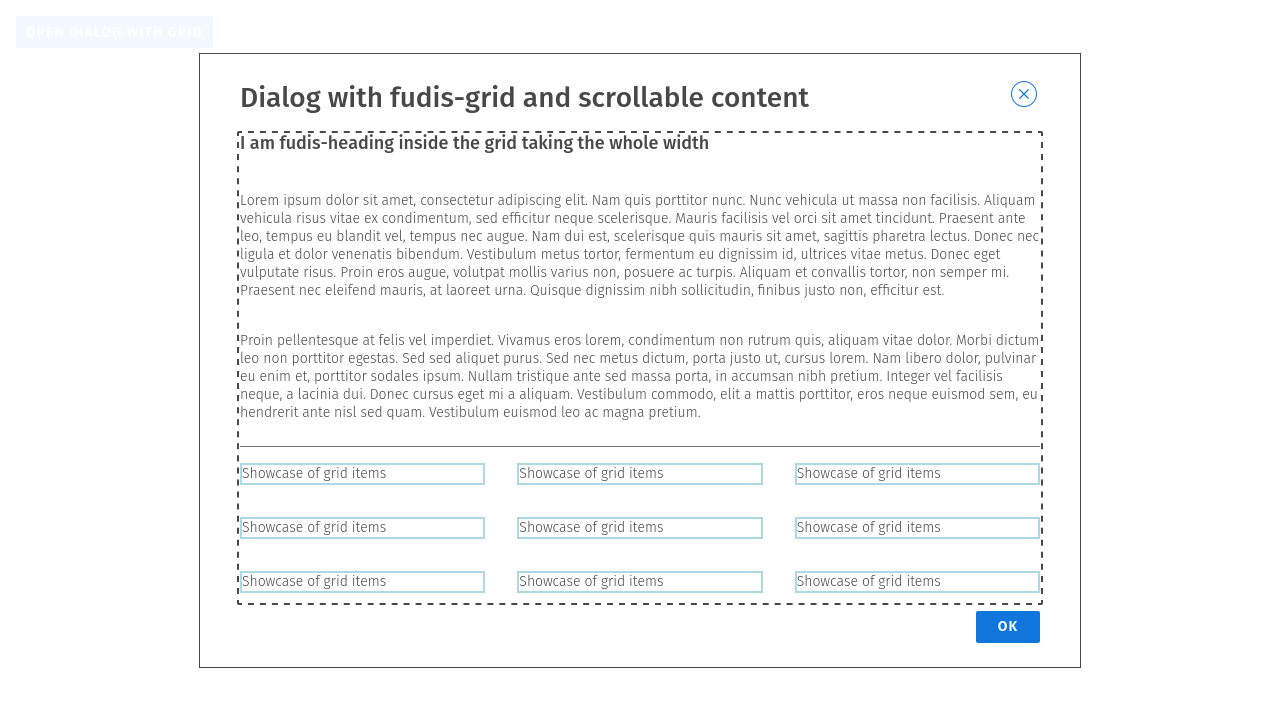 OPEN DIALOG WITH GRID
Dialog with fudis-grid and scrollable content
I am fudis-heading inside the grid taking the whole width
Lorem ipsum dolor sit amet, consectetur adipiscing elit. Nam quis porttitor nunc. Nunc vehicula ut massa non facilisis. Aliquam
vehicula risus vitae ex condimentum, sed efficitur neque scelerisque. Mauris facilisis vel orci sit amet tincidunt. Praesent ante
leo, tempus eu blandit vel, tempus nec augue. Nam dui est, scelerisque quis mauris sit amet, sagittis pharetra lectus. Donec nec
ligula et dolor venenatis bibendum. Vestibulum metus tortor, fermentum eu dignissim id, ultrices vitae metus. Donec eget
vulputate risus. Proin eros augue, volutpat mollis varius non, posuere ac turpis. Aliquam et convallis tortor, non semper mi.
Praesent nec eleifend mauris, at laoreet urna. Quisque dignissim nibh sollicitudin, finibus justo non, efficitur est.
Proin pellentesque at felis vel imperdiet. Vivamus eros lorem, condimentum non rutrum quis, aliquam vitae dolor. Morbi dictum
leo non porttitor egestas. Sed sed aliquet purus. Sed nec metus dictum, porta justo ut, cursus lorem. Nam libero dolor, pulvinar
eu enim et, porttitor sodales ipsum. Nullam tristique ante sed massa porta, in accumsan nibh pretium. Integer vel facilisis
neque, a lacinia dui. Donec cursus eget mi a aliquam. Vestibulum commodo, elit a mattis porttitor, eros neque euismod sem, eu
hendrerit ante nisl sed quam. Vestibulum euismod leo ac magna pretium.
Showcase of grid items Showcase of grid items Showcase of grid items
Showcase of grid items Showcase of grid items Showcase of grid items
Showcase of grid items Showcase of grid items Showcase of grid items
OK